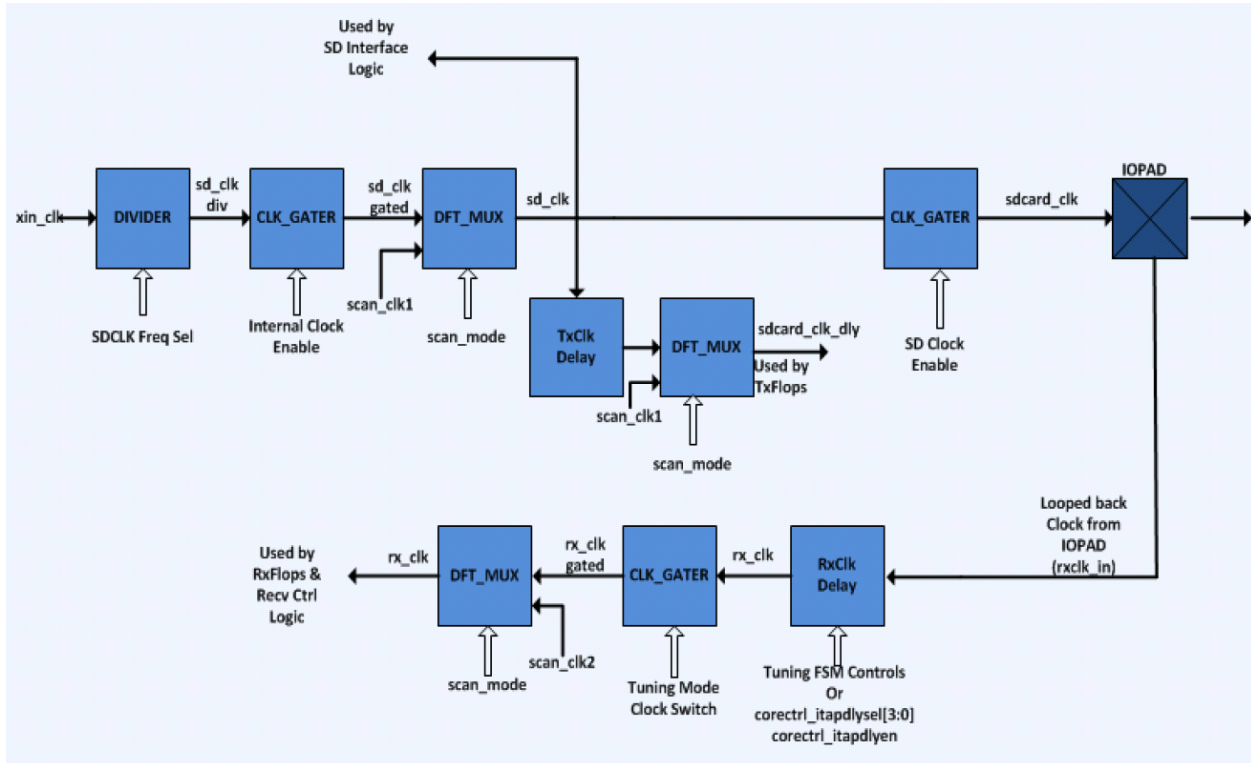 Used by
SD Interface
Logic
IOPAD
xin_clk
DIVIDER
sd_clk
div
CLK_GATER
sd_clk
gated
DFT_MUX
sd_clk
CLK_GATER
sdcard_clk
scan_clk1
SDCLK Freq Sel
Internal Clock
Enable
scan_mode
TxClk
Delay
DFT_MUX
sdcard_clk_dly
Used by
TxFlops
SD Clock
Enable
scan_clk1
scan_mode
Looped back
Clock from
IOPAD
(rxclk_in)
Used by
RxFlops &
Recv Ctrl
Logic
rx_clk
DFT_MUX
rx_clk
gated
CLK_GATER
rx_clk
RxClk
Delay
scan_clk2
scan_mode
Tuning Mode
Clock Switch
Tuning FSM Controls
Or
corectrl_itapdlysel[3:0]
corectrl_itapdlyen